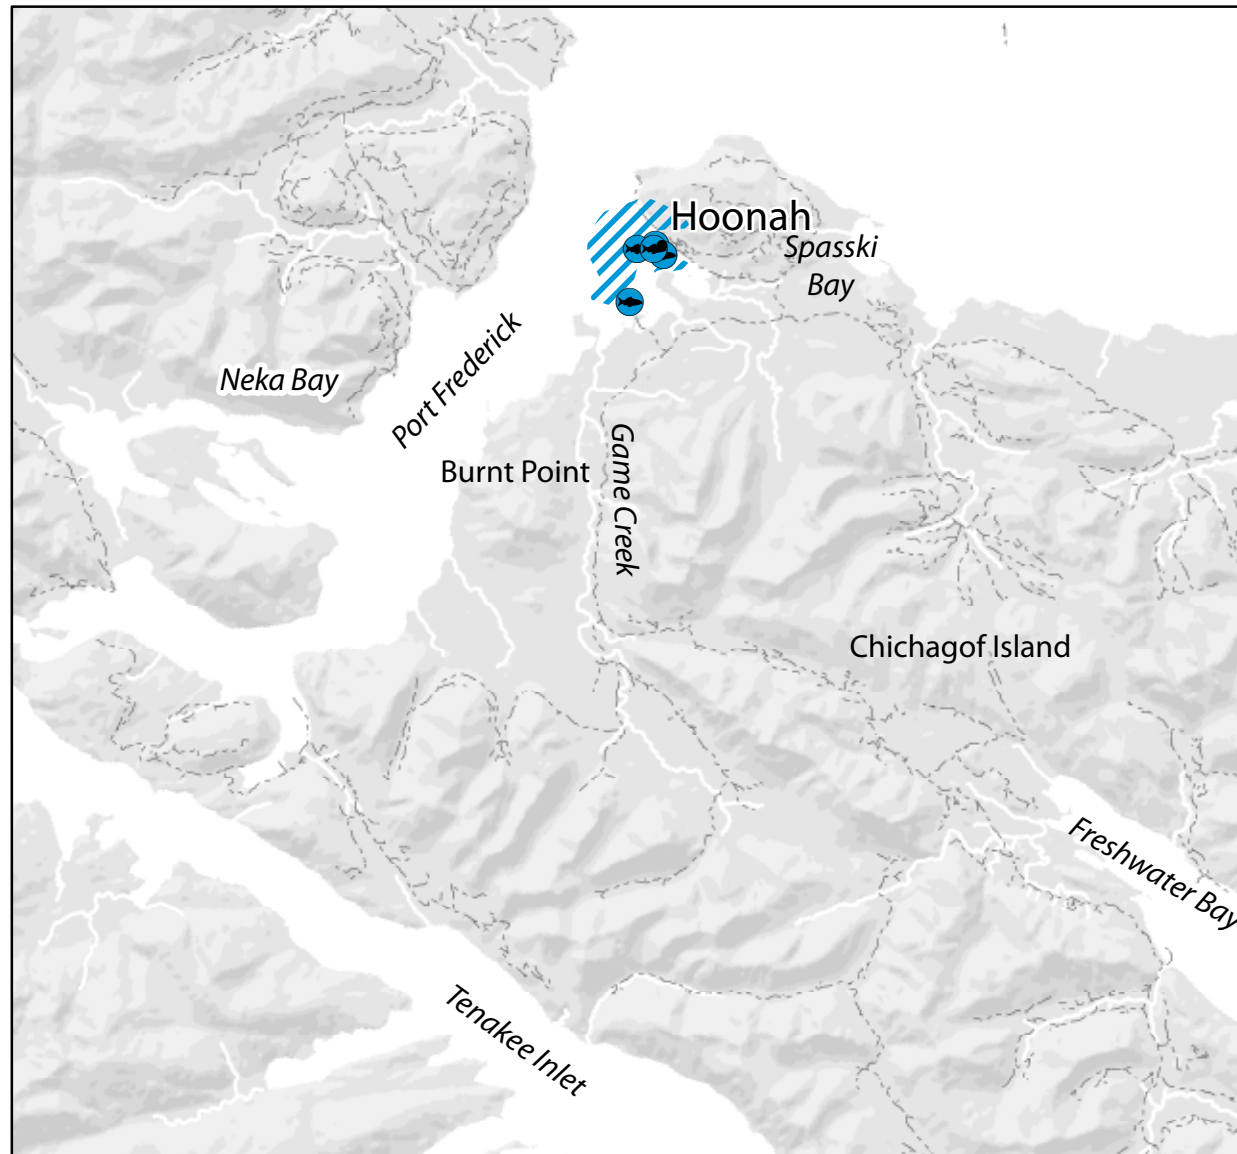 Hoonah
Spasski
Bay
Port Frederick
Neka Bay
Burnt Point
Game Creek
Chichagof Island
Freshwater Bay
Tenakee Inlet